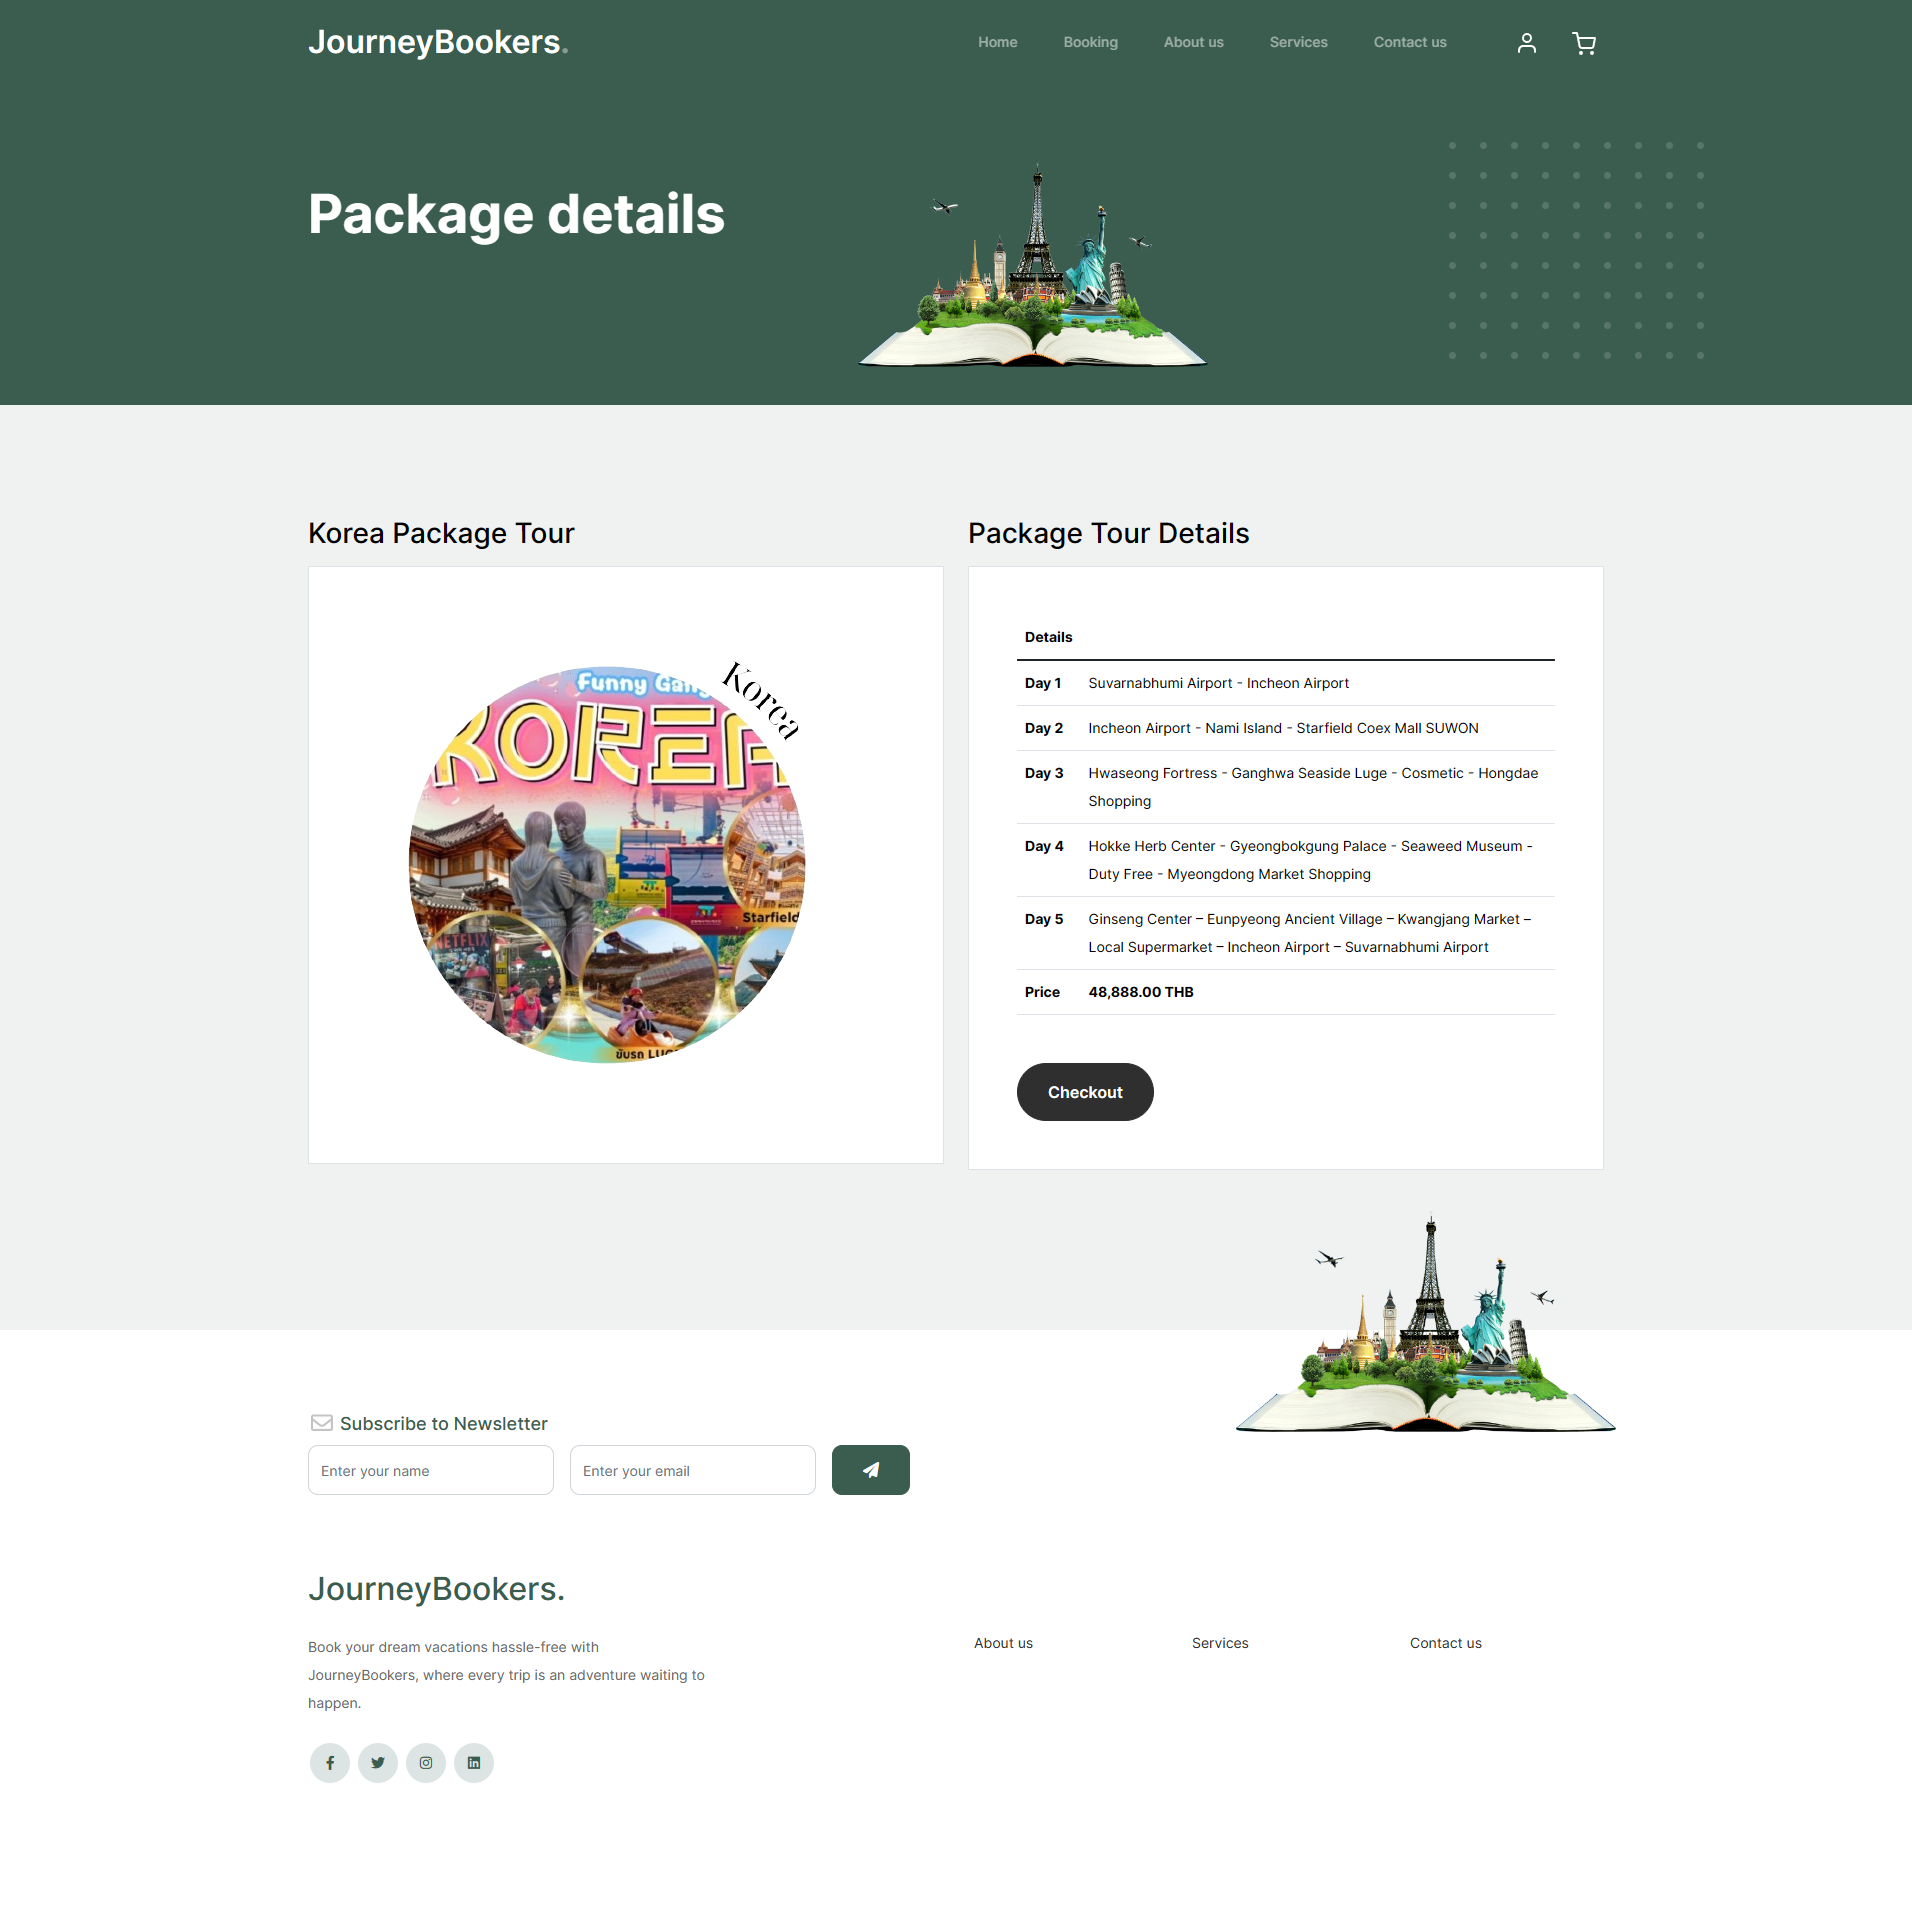 JourneyBookers.
Home
Booking
About us
Services
Contact us
Package details
Korea Package Tour
Package Tour Details
Funny Gang
KOREA
Korea
Starfield
NETFLIX
ขับรถ LUGE
Details
Day 1 Suvarnabhumi Airport - Incheon Airport
Day 2 Incheon Airport - Nami Island - Starfield Coex Mall SUWON
Day 3 Hwaseong Fortress - Ganghwa Seaside Luge - Cosmetic - Hongdae
Shopping
Day 4 Hokke Herb Center - Gyeongbokgung Palace - Seaweed Museum -
Duty Free - Myeongdong Market Shopping
Day 5 Ginseng Center – Eunpyeong Ancient Village – Kwangjang Market –
Local Supermarket – Incheon Airport – Suvarnabhumi Airport
Price 48,888.00 THB
Checkout
Subscribe to Newsletter
Enter your name
Enter your email
JourneyBookers.
Book your dream vacations hassle-free with
JourneyBookers, where every trip is an adventure waiting to
happen.
About us
Services
Contact us